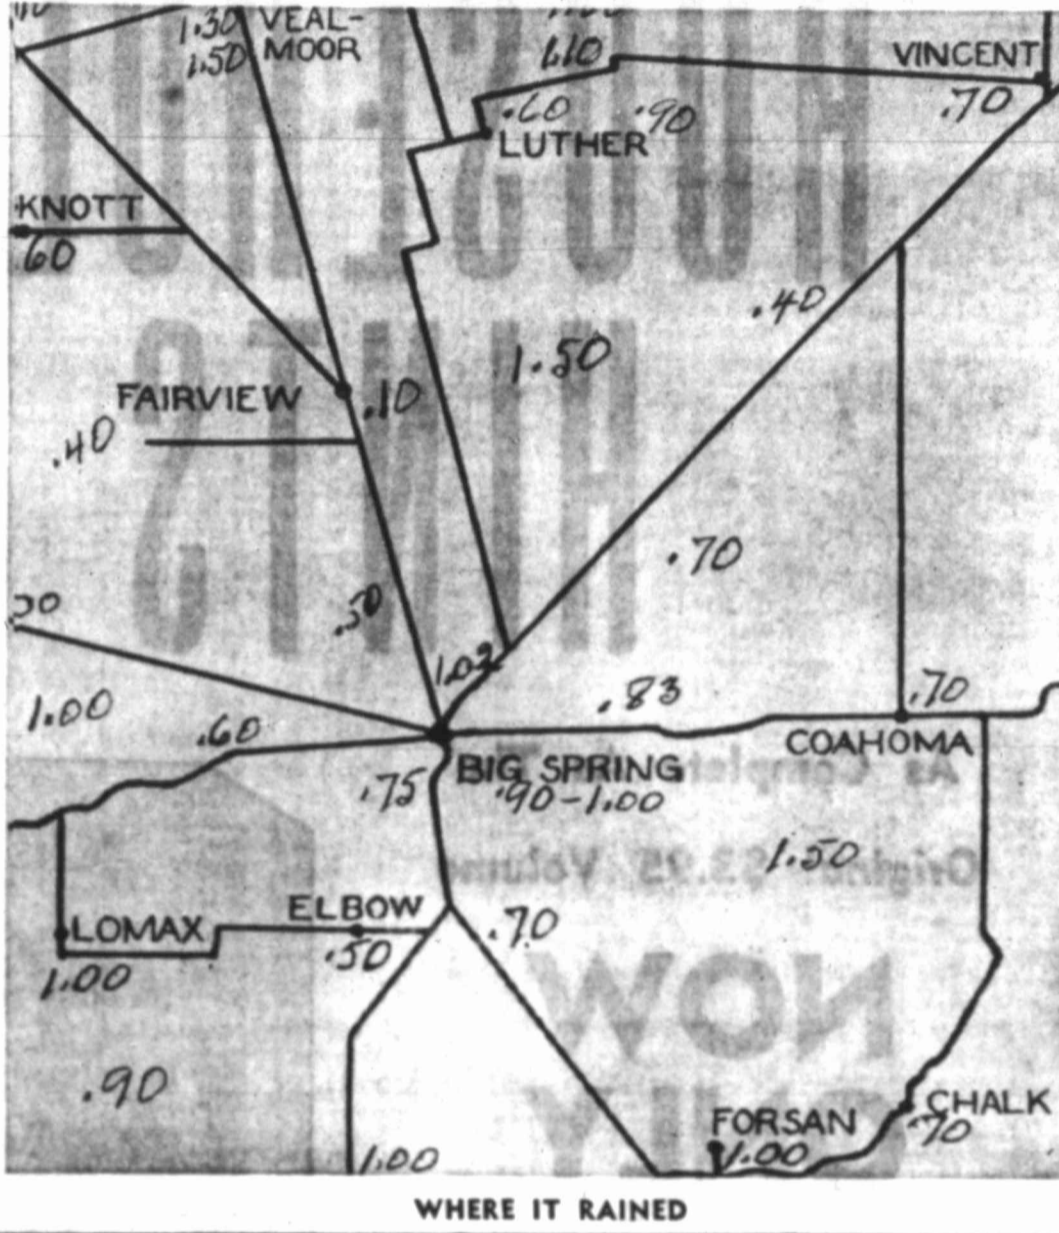 1.30 VEAL-
1.50 MOOR
1.10
VINCENT
.60 .90 .70
LUTHER
KNOTT
.60
.40
1.50
FAIRVIEW .10
.40
.70
.50
1.02
1.00 .60 .83 .70
COAHOMA
BIG SPRING
.75 .90-1.00
1.50
ELBOW
LOMAX .50 .70
1.00
.90
CHALK
FORSAN .70
1.00 1.00
WHERE IT RAINED